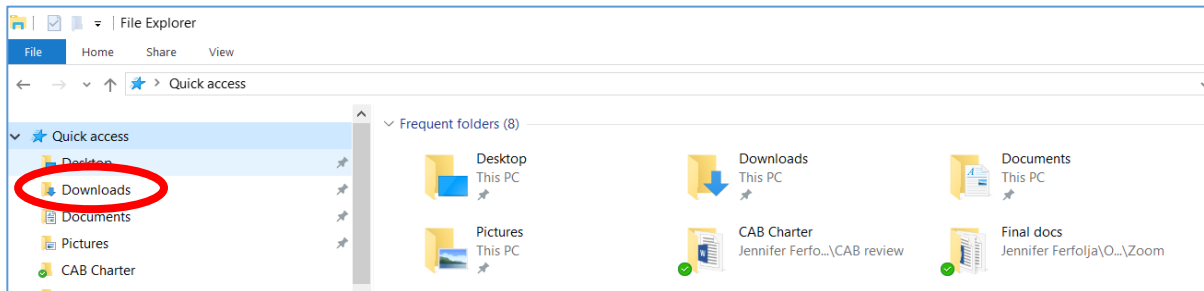 File Explorer
File Home Share View
Quick access
Quick access
Desktop
Downloads
Documents
Pictures
CAB Charter
Frequent folders (8)
Desktop
This PC
Downloads
This PC
Documents
This PC
Pictures
This PC
CAB Charter
Jennifer Ferfo...\CAB review
Final docs
Jennifer Ferfolja\O...\Zoom